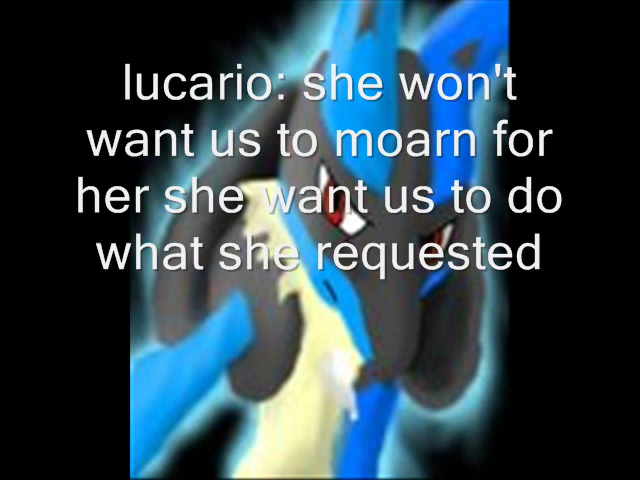 lucario: she won't
want us to moarn for
her she want us to do
what she requested